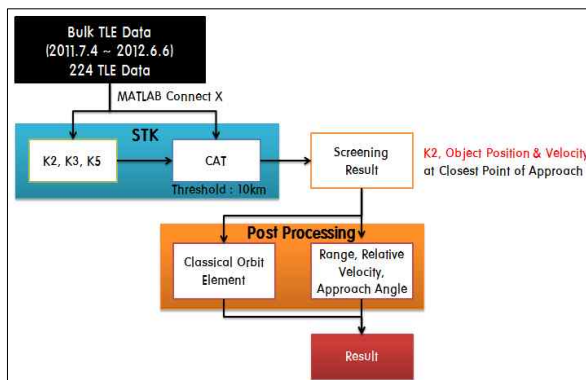 Bulk TLE Data
(2011.7.4 ~ 2012.6.6)
224 TLE Data
MATLAB Connect X
STK
K2, K3, K5
CAT
Threshold : 10km
Screening
Result
K2, Object Position & Velocity
at Closest Point of Approach
Post Processing
Classical Orbit
Element
Range, Relative
Velocity,
Approach Angle
Result